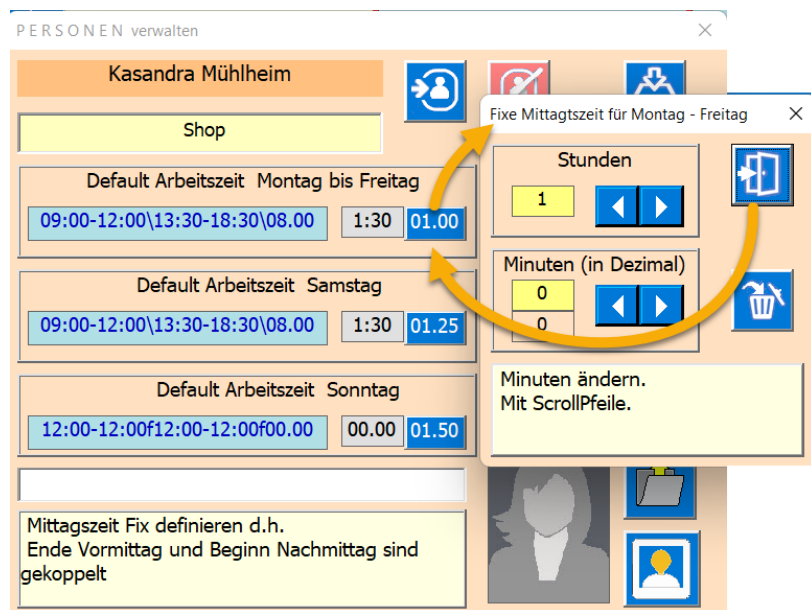 PERSONEN verwalten
Kasandra Mühlheim
Shop
Default Arbeitszeit Montag bis Freitag
09:00-12:00\13:30-18:30\08.00 1:30 01.00
Default Arbeitszeit Samstag
09:00-12:00\13:30-18:30\08.00 1:30 01.25
Default Arbeitszeit Sonntag
12:00-12:00f12:00-12:00f00.00 00.00 01.50
Mittagszeit Fix definieren d.h.
Ende Vormittag und Beginn Nachmittag sind
gekoppelt
Fixe Mittagtszeit für Montag - Freitag
Stunden
1
Minuten (in Dezimal)
0
0
Minuten ändern.
Mit ScrollPfeile.